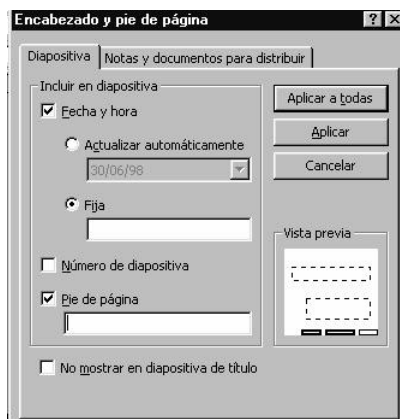 Encabezado y pie de página
Diapositiva
Notas y documentos para distribuir
Incluir en diapositiva
Fecha y hora
Actualizar automáticamente
30/06/98
Fija
Número de diapositiva
Pie de página
No mostrar en diapositiva de título
Aplicar a todas
Aplicar
Cancelar
Vista previa